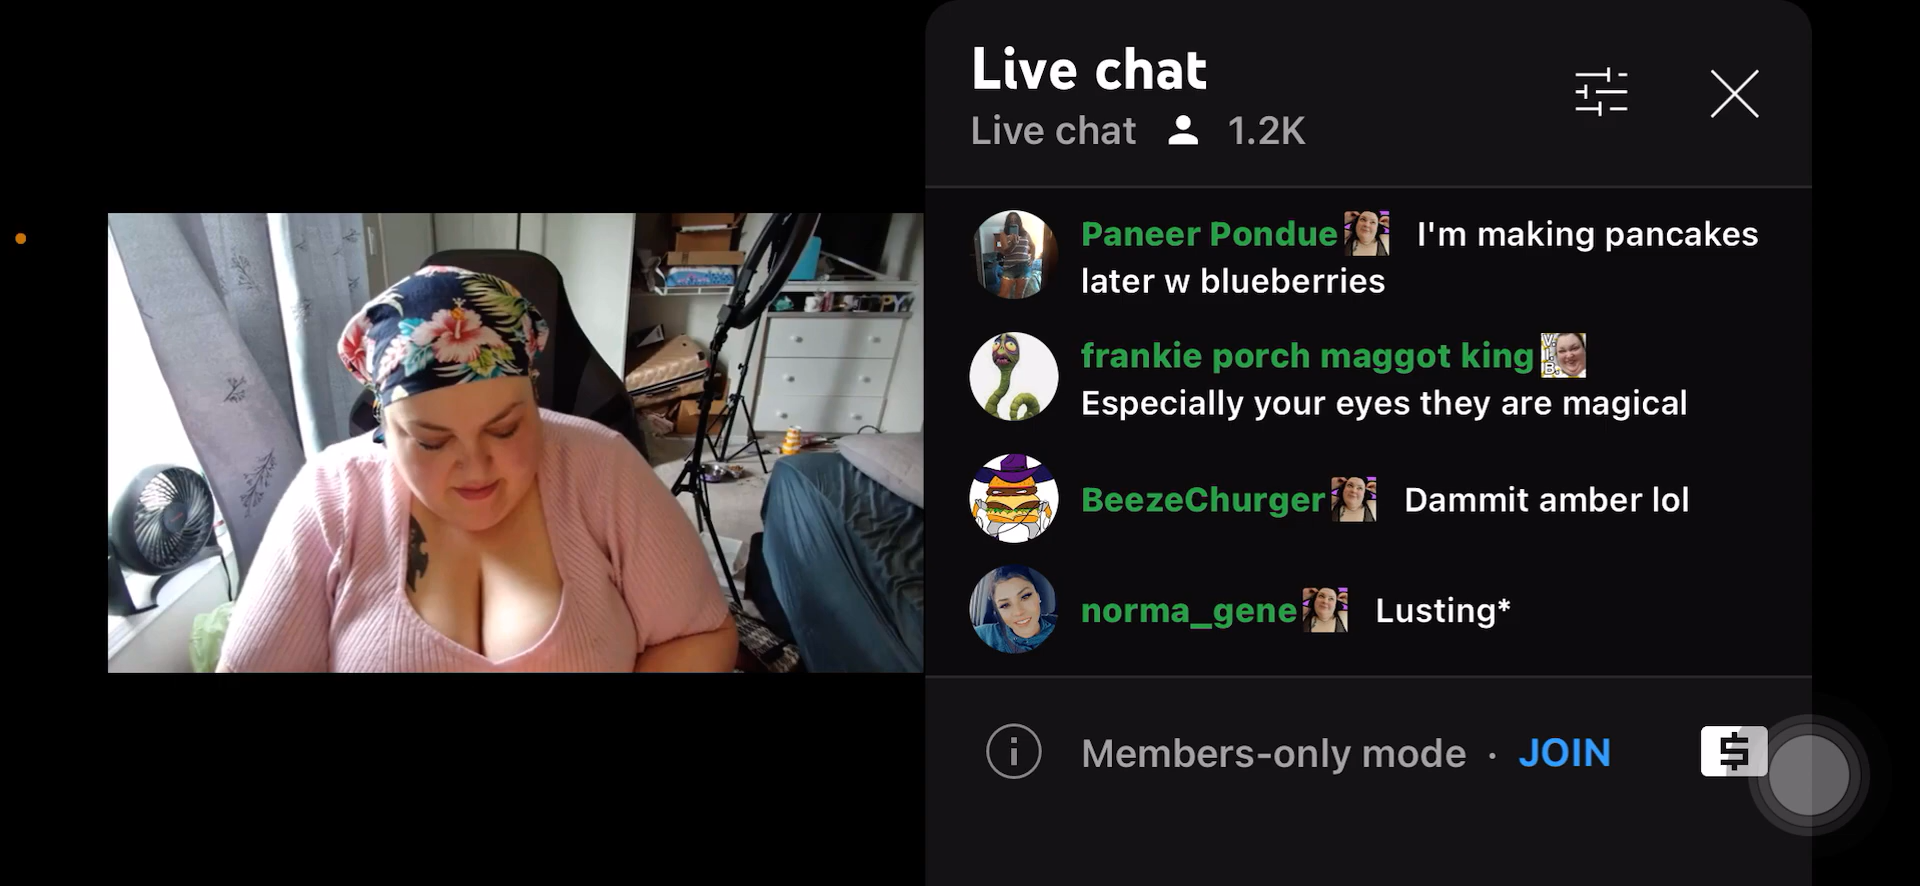 Live chat
Live chat 1.2K
Paneer Pondue I'm making pancakes
later w blueberries
frankie porch maggot king
Especially your eyes they are magical
BeezeChurger Dammit amber lol
norma_gene Lusting*
Members-only mode · JOIN